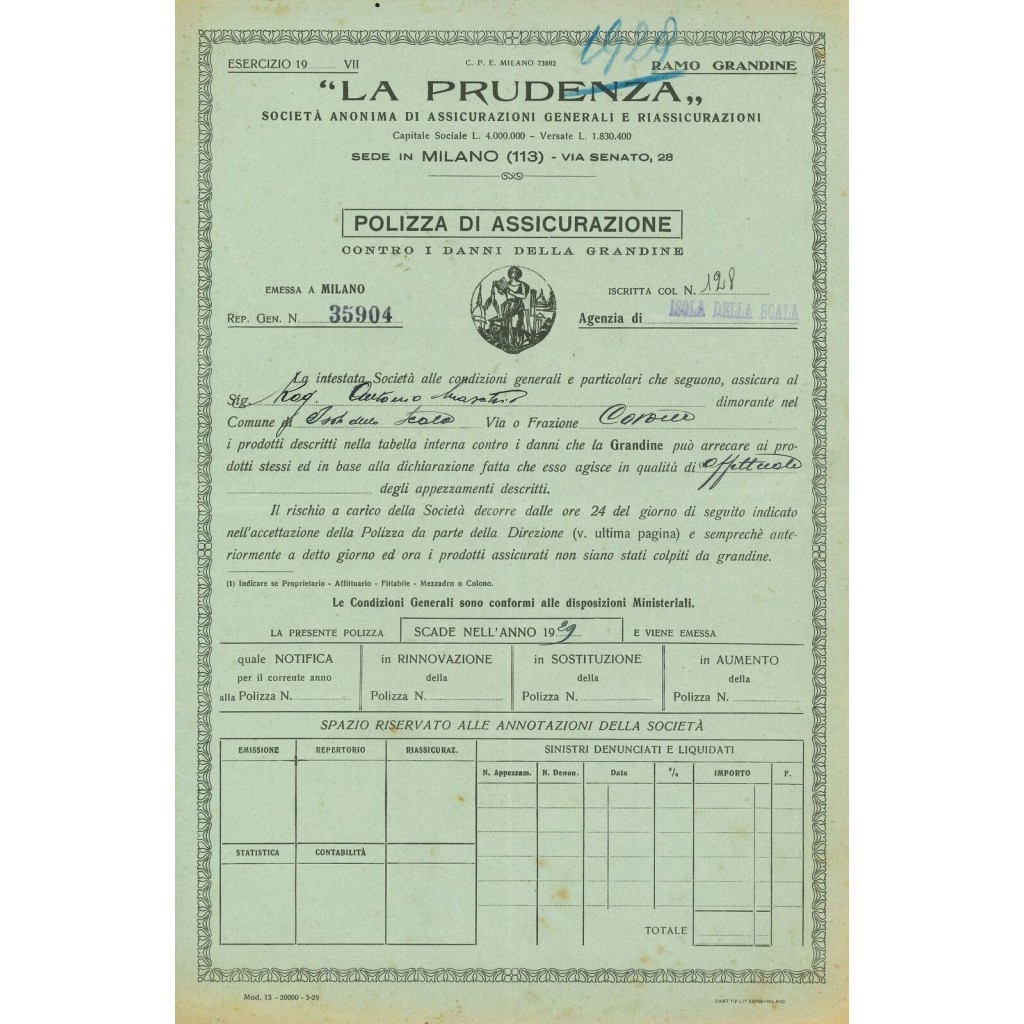 1929
ESERCIZIO 19 VII C. P. E. MILANO 73892 RAMO GRANDINE
“LA PRUDENZA„
SOCIETÀ ANONIMA DI ASSICURAZIONI GENERALI E RIASSICURAZIONI
Capitale Sociale L. 4.000.000 – Versate L. 1.830.400
SEDE IN MILANO (113) - VIA SENATO, 28
POLIZZA DI ASSICURAZIONE
CONTRO I DANNI DELLA GRANDINE
EMESSA A MILANO ISCRITTA COL N. 128
REP. GEN. N. 35904 Agenzia di ISOLA DELLA SCALA
La intestata Società alle condizioni generali e particolari che seguono, assicura al
Sig. Rag. Antonio dimorante nel
Comune di Isola della Scala Via o Frazione
i prodotti descritti nella tabella interna contro i danni che la Grandine può arrecare ai pro-
dotti stessi ed in base alla dichiarazione fatta che esso agisce in qualità di affittuale
degli appezzamenti descritti.
Il rischio a carico della Società decorre dalle ore 24 del giorno di seguito indicato
nell'accettazione della Polizza da parte della Direzione (v. ultima pagina) e semprechè ante-
riormente a detto giorno ed ora i prodotti assicurati non siano stati colpiti da grandine.
(1) Indicare se Proprietario - Affittuario - Fittabile - Mezzadro o Colono.
Le Condizioni Generali sono conformi alle disposizioni Ministeriali.
LA PRESENTE POLIZZA SCADE NELL'ANNO 1929 E VIENE EMESSA
quale NOTIFICA in RINNOVAZIONE in SOSTITUZIONE in AUMENTO
per il corrente anno della della della
alla Polizza N. Polizza N. Polizza N. Polizza N.
SPAZIO RISERVATO ALLE ANNOTAZIONI DELLA SOCIETÀ
EMISSIONE REPERTORIO RIASSICURAZ. SINISTRI DENUNCIATI E LIQUIDATI
N. Appezzam. N. Denun. Data % IMPORTO P.
STATISTICA CONTABILITÀ
TOTALE
Mod. 13 - 20000 - 3-29